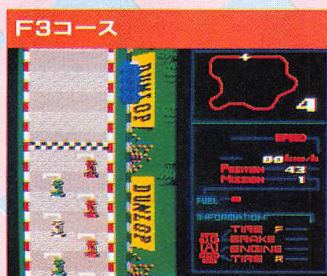 F3コース
DUNLOP
4
SPEED
00
POSITION 43
MISSION 1
FUEL
INFORMATION
TIRE F
BRAKE
ENGINE
TIRE R
DUNLOP